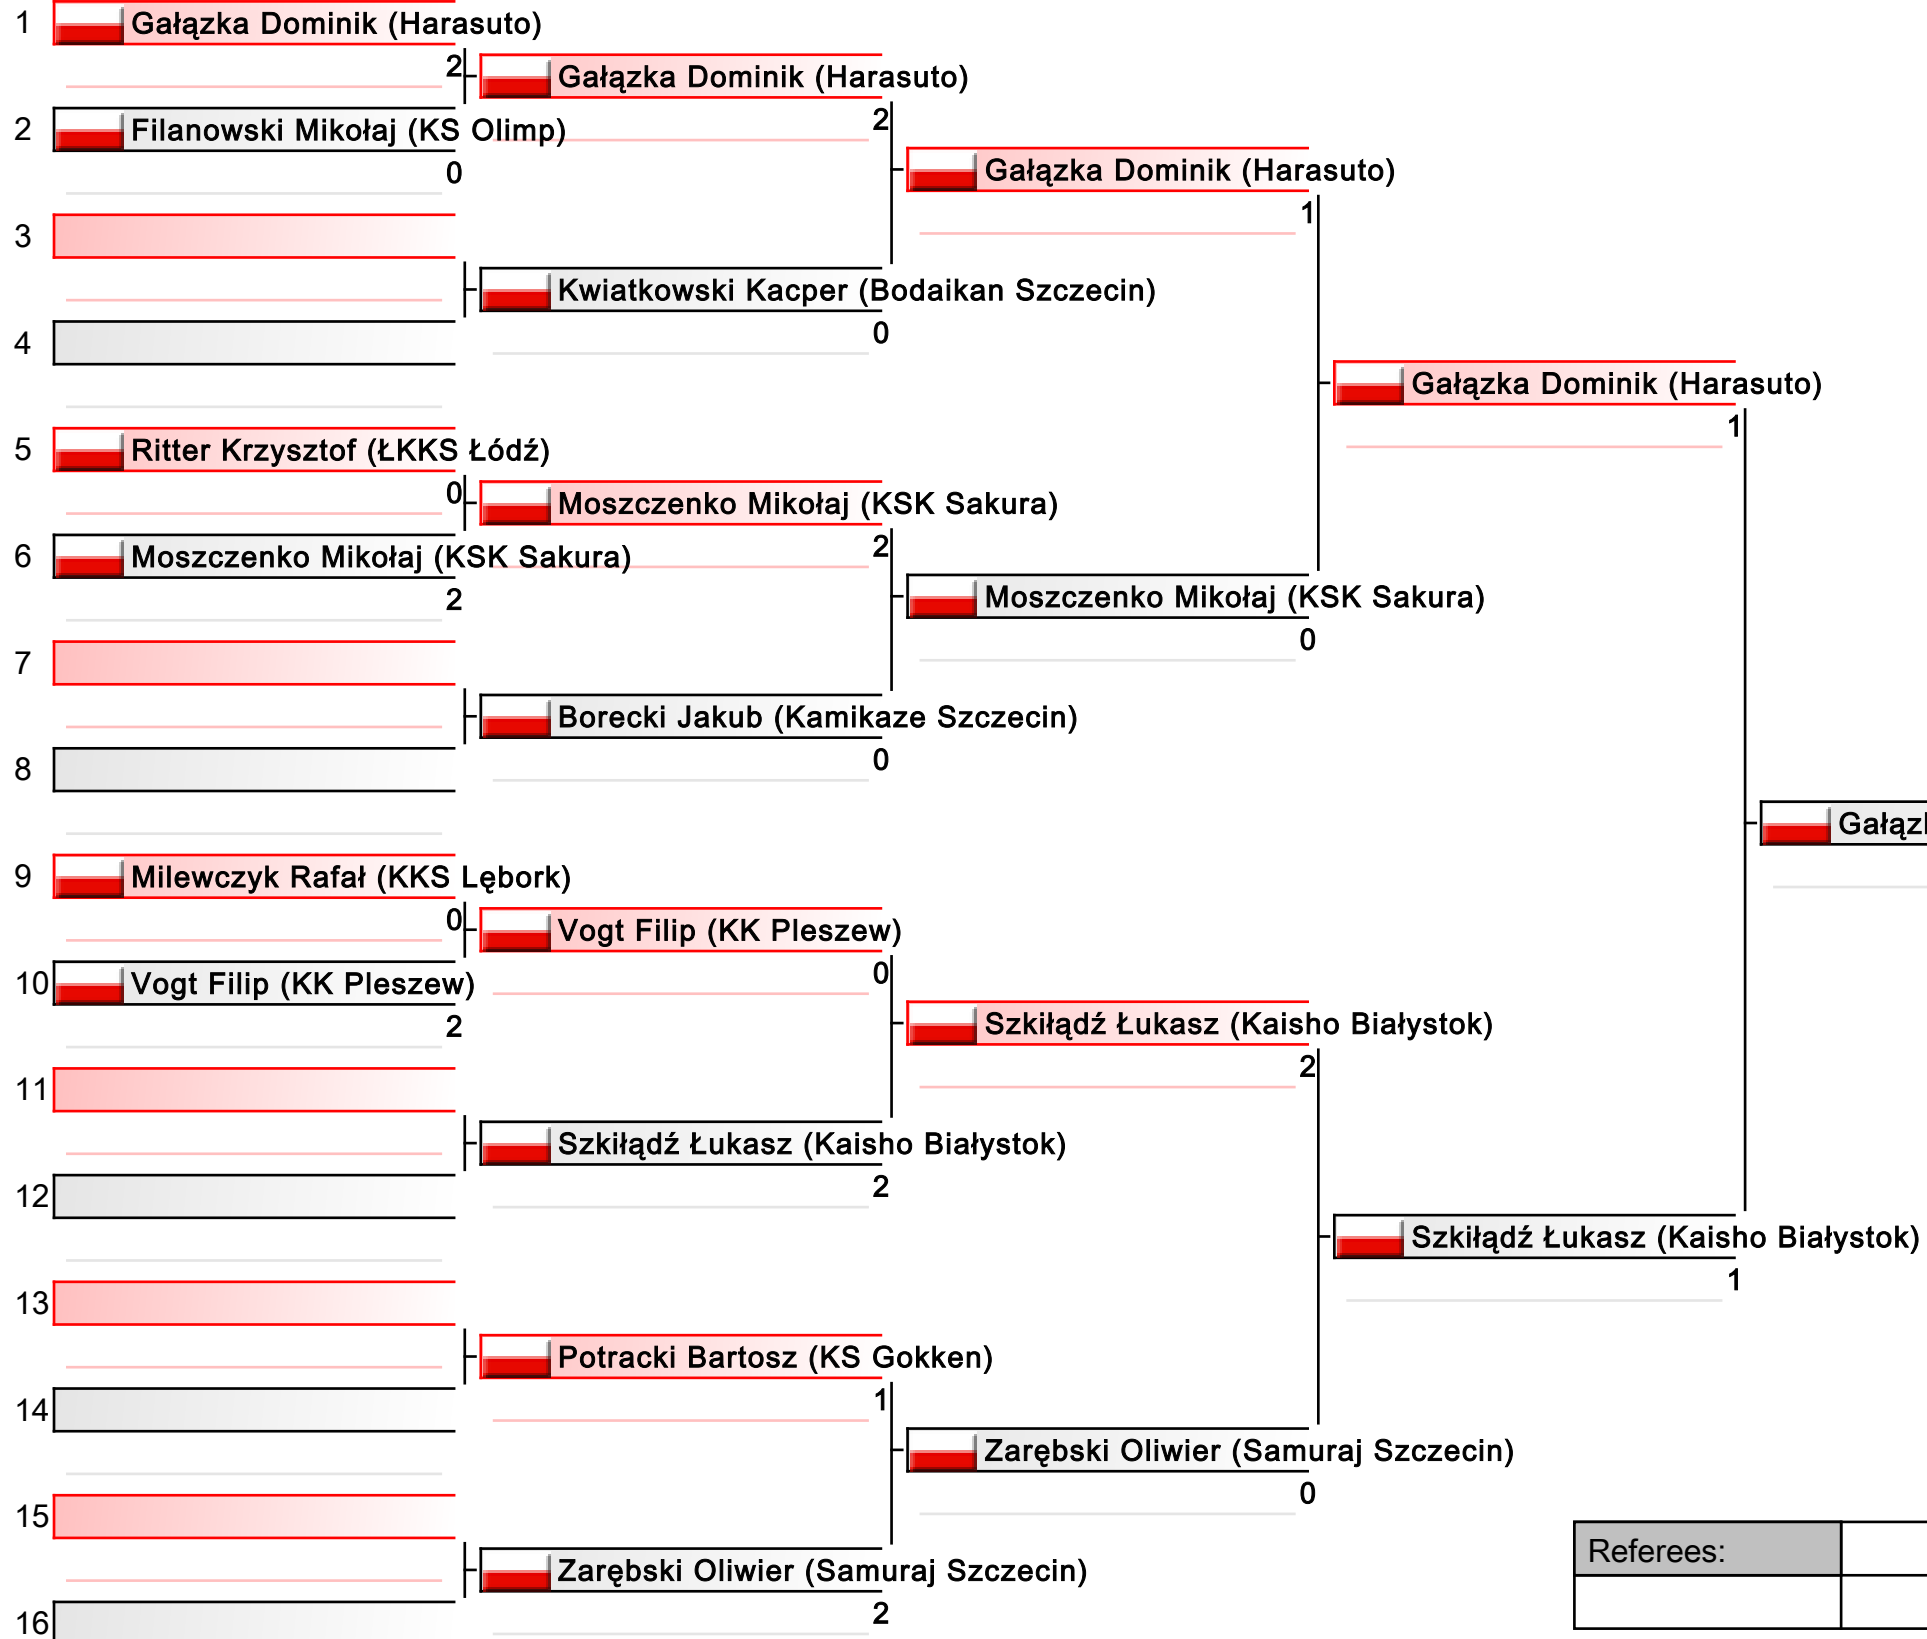 1 Gałązka Dominik (Harasuto)
2 Gałązka Dominik (Harasuto)
2 Filanowski Mikołaj (KS Olimp)
2
0
Gałązka Dominik (Harasuto)
1
3
Kwiatkowski Kacper (Bodaikan Szczecin)
0
4
Gałązka Dominik (Harasuto)
1
5 Ritter Krzysztof (ŁKKS Łódź)
0 Moszczenko Mikołaj (KSK Sakura)
6 Moszczenko Mikołaj (KSK Sakura)
2
2
Moszczenko Mikołaj (KSK Sakura)
0
7
Borecki Jakub (Kamikaze Szczecin)
0
8
9 Milewczyk Rafał (KKS Lębork)
0 Vogt Filip (KK Pleszew)
10 Vogt Filip (KK Pleszew)
0
2
Szkiłądź Łukasz (Kaisho Białystok)
2
11
Szkiłądź Łukasz (Kaisho Białystok)
2
12
Szkiłądź Łukasz (Kaisho Białystok)
1
13
Potracki Bartosz (KS Gokken)
1
14
Zarębski Oliwier (Samuraj Szczecin)
0
15
Referees:
Zarębski Oliwier (Samuraj Szczecin)
2
16